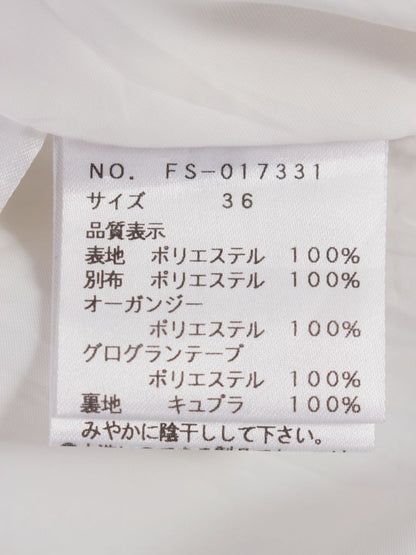 NO. FS-017331
サイズ 36
品質表示
表地 ポリエステル 100%
別布 ポリエステル 100%
オーガンジー
ポリエステル 100%
グログランテープ
ポリエステル 100%
裏地 キュプラ 100%
みやかに陰干しして下さい。